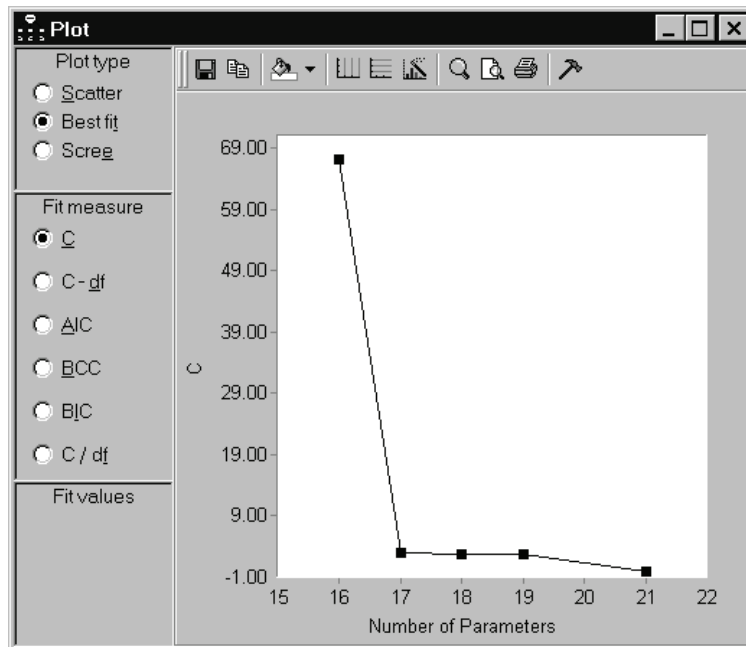 Plot
Plot type
Scatter
Best fit
Scree
Fit measure
C
C - df
AIC
BCC
BIC
C / df
Fit values
69.00
59.00
49.00
39.00
29.00
19.00
9.00
-1.00
C
15 16 17 18 19 20 21 22
Number of Parameters